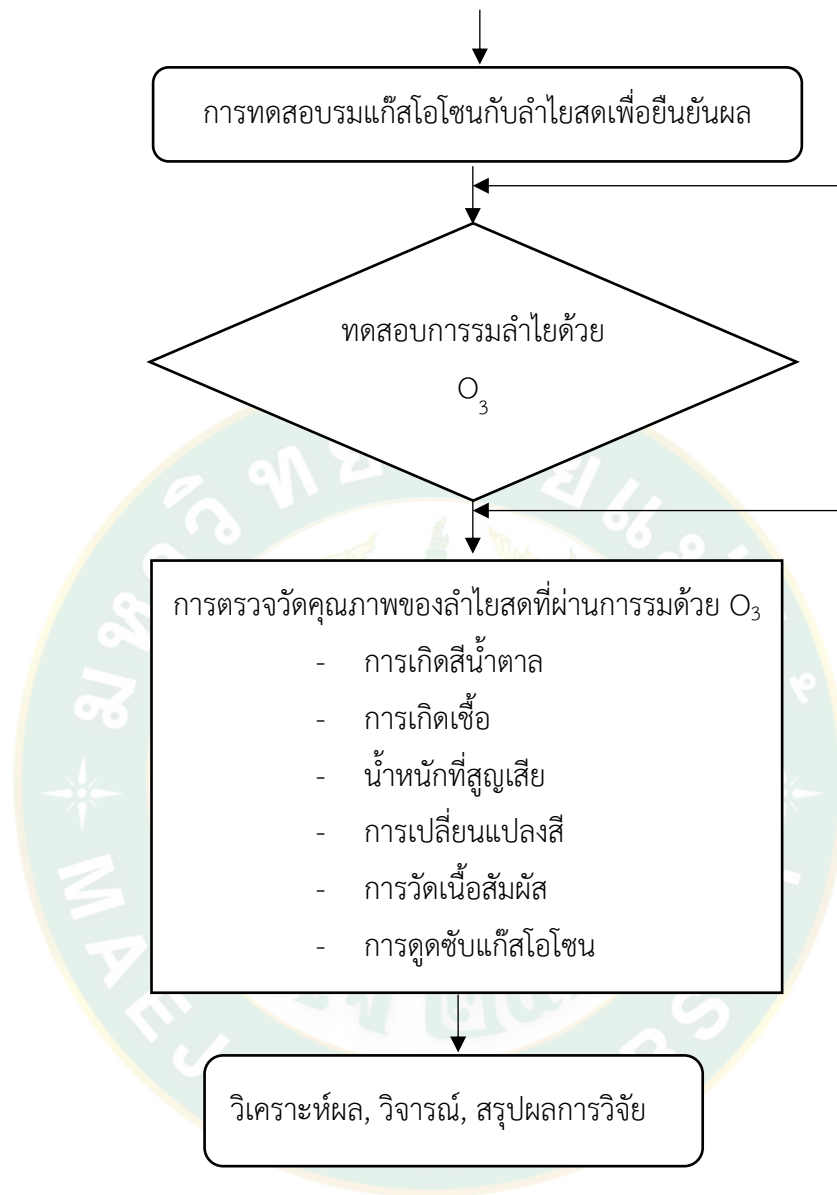 การทดสอบรมแก๊สโอโซนกับลำไยสดเพื่อยืนยันผล
ทดสอบการรมลำไยด้วย
O₃
การตรวจวัดคุณภาพของลำไยสดที่ผ่านการรมด้วย O₃
- การเกิดสีน้ำตาล
- การเกิดเชื้อ
- น้ำหนักที่สูญเสีย
- การเปลี่ยนแปลงสี
- การวัดเนื้อสัมผัส
- การดูดซับแก๊สโอโซน
วิเคราะห์ผล, วิจารณ์, สรุปผลการวิจัย